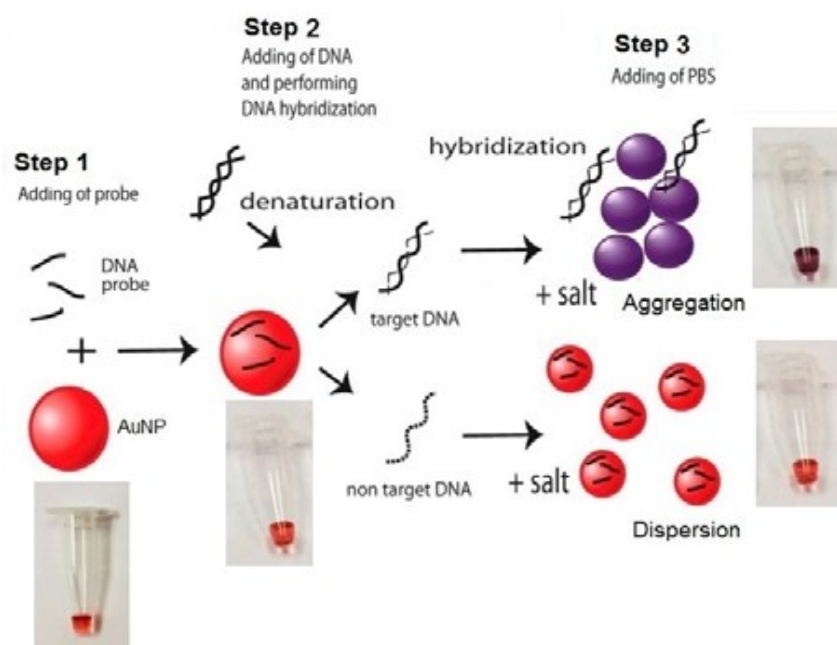 Step 1
Adding of probe
DNA
probe
+
AuNP
Step 2
Adding of DNA
and performing
DNA hybridization
denaturation
target DNA
non target DNA
Step 3
Adding of PBS
hybridization
+ salt
Aggregation
+ salt
Dispersion